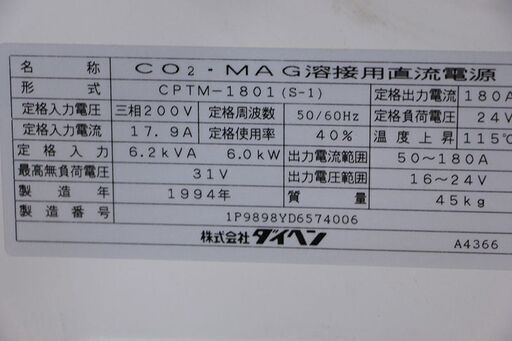 名称 CO2・MAG溶接用直流電源
形式 CPTM-1801(S-1) 定格出力電流 180A
定格入力電圧 三相200V 定格周波数 50/60Hz 定格負荷電圧 24V
定格入力電流 17.9A 定格使用率 40% 温度上昇 115℃
定格入力 6.2kVA 6.0kW 出力電流範囲 50~180A
最高無負荷電圧 31V 出力電圧範囲 16~24V
製造年 1994年 質量 45kg
製造番号 1P9898YD6574006
株式会社ダイヘン A4366